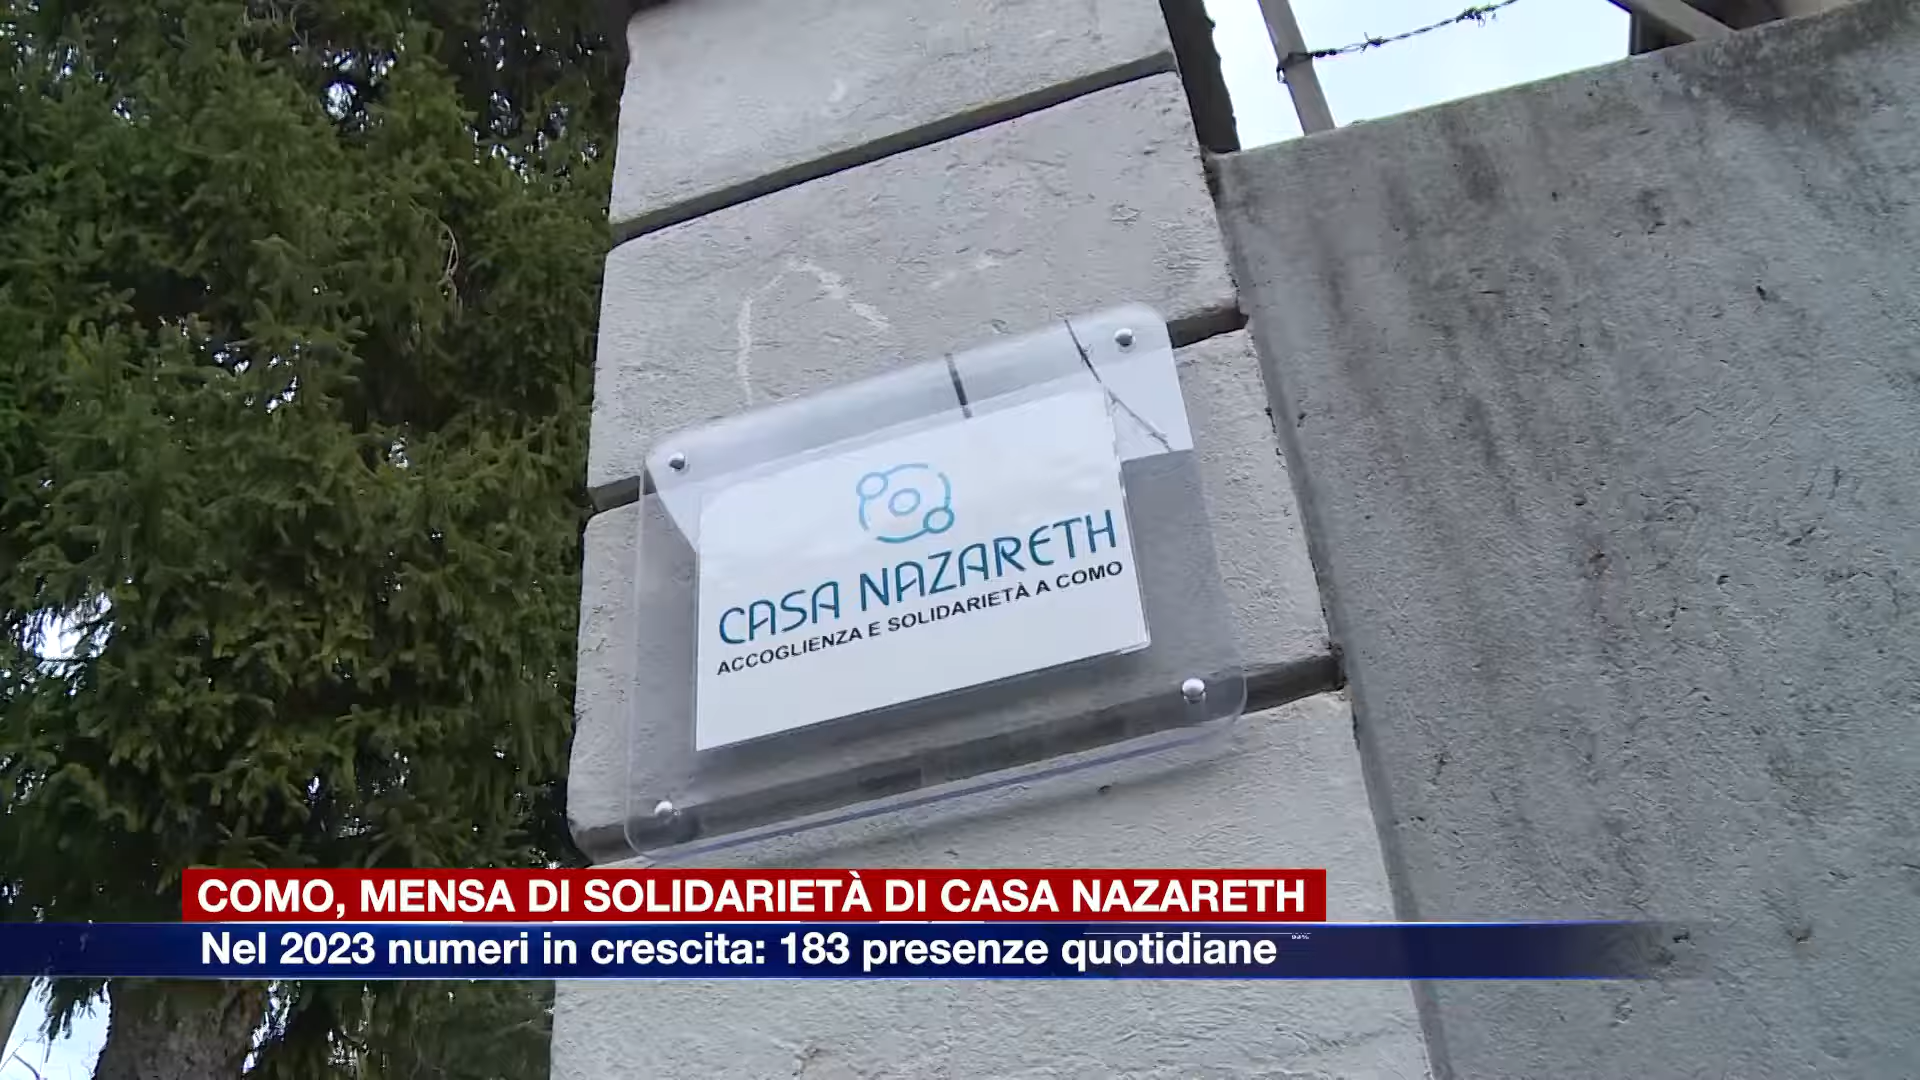 CASA NAZARETH
ACCOGLIENZA E SOLIDARIETÀ A COMO
COMO, MENSA DI SOLIDARIETÀ DI CASA NAZARETH
Nel 2023 numeri in crescita: 183 presenze quotidiane